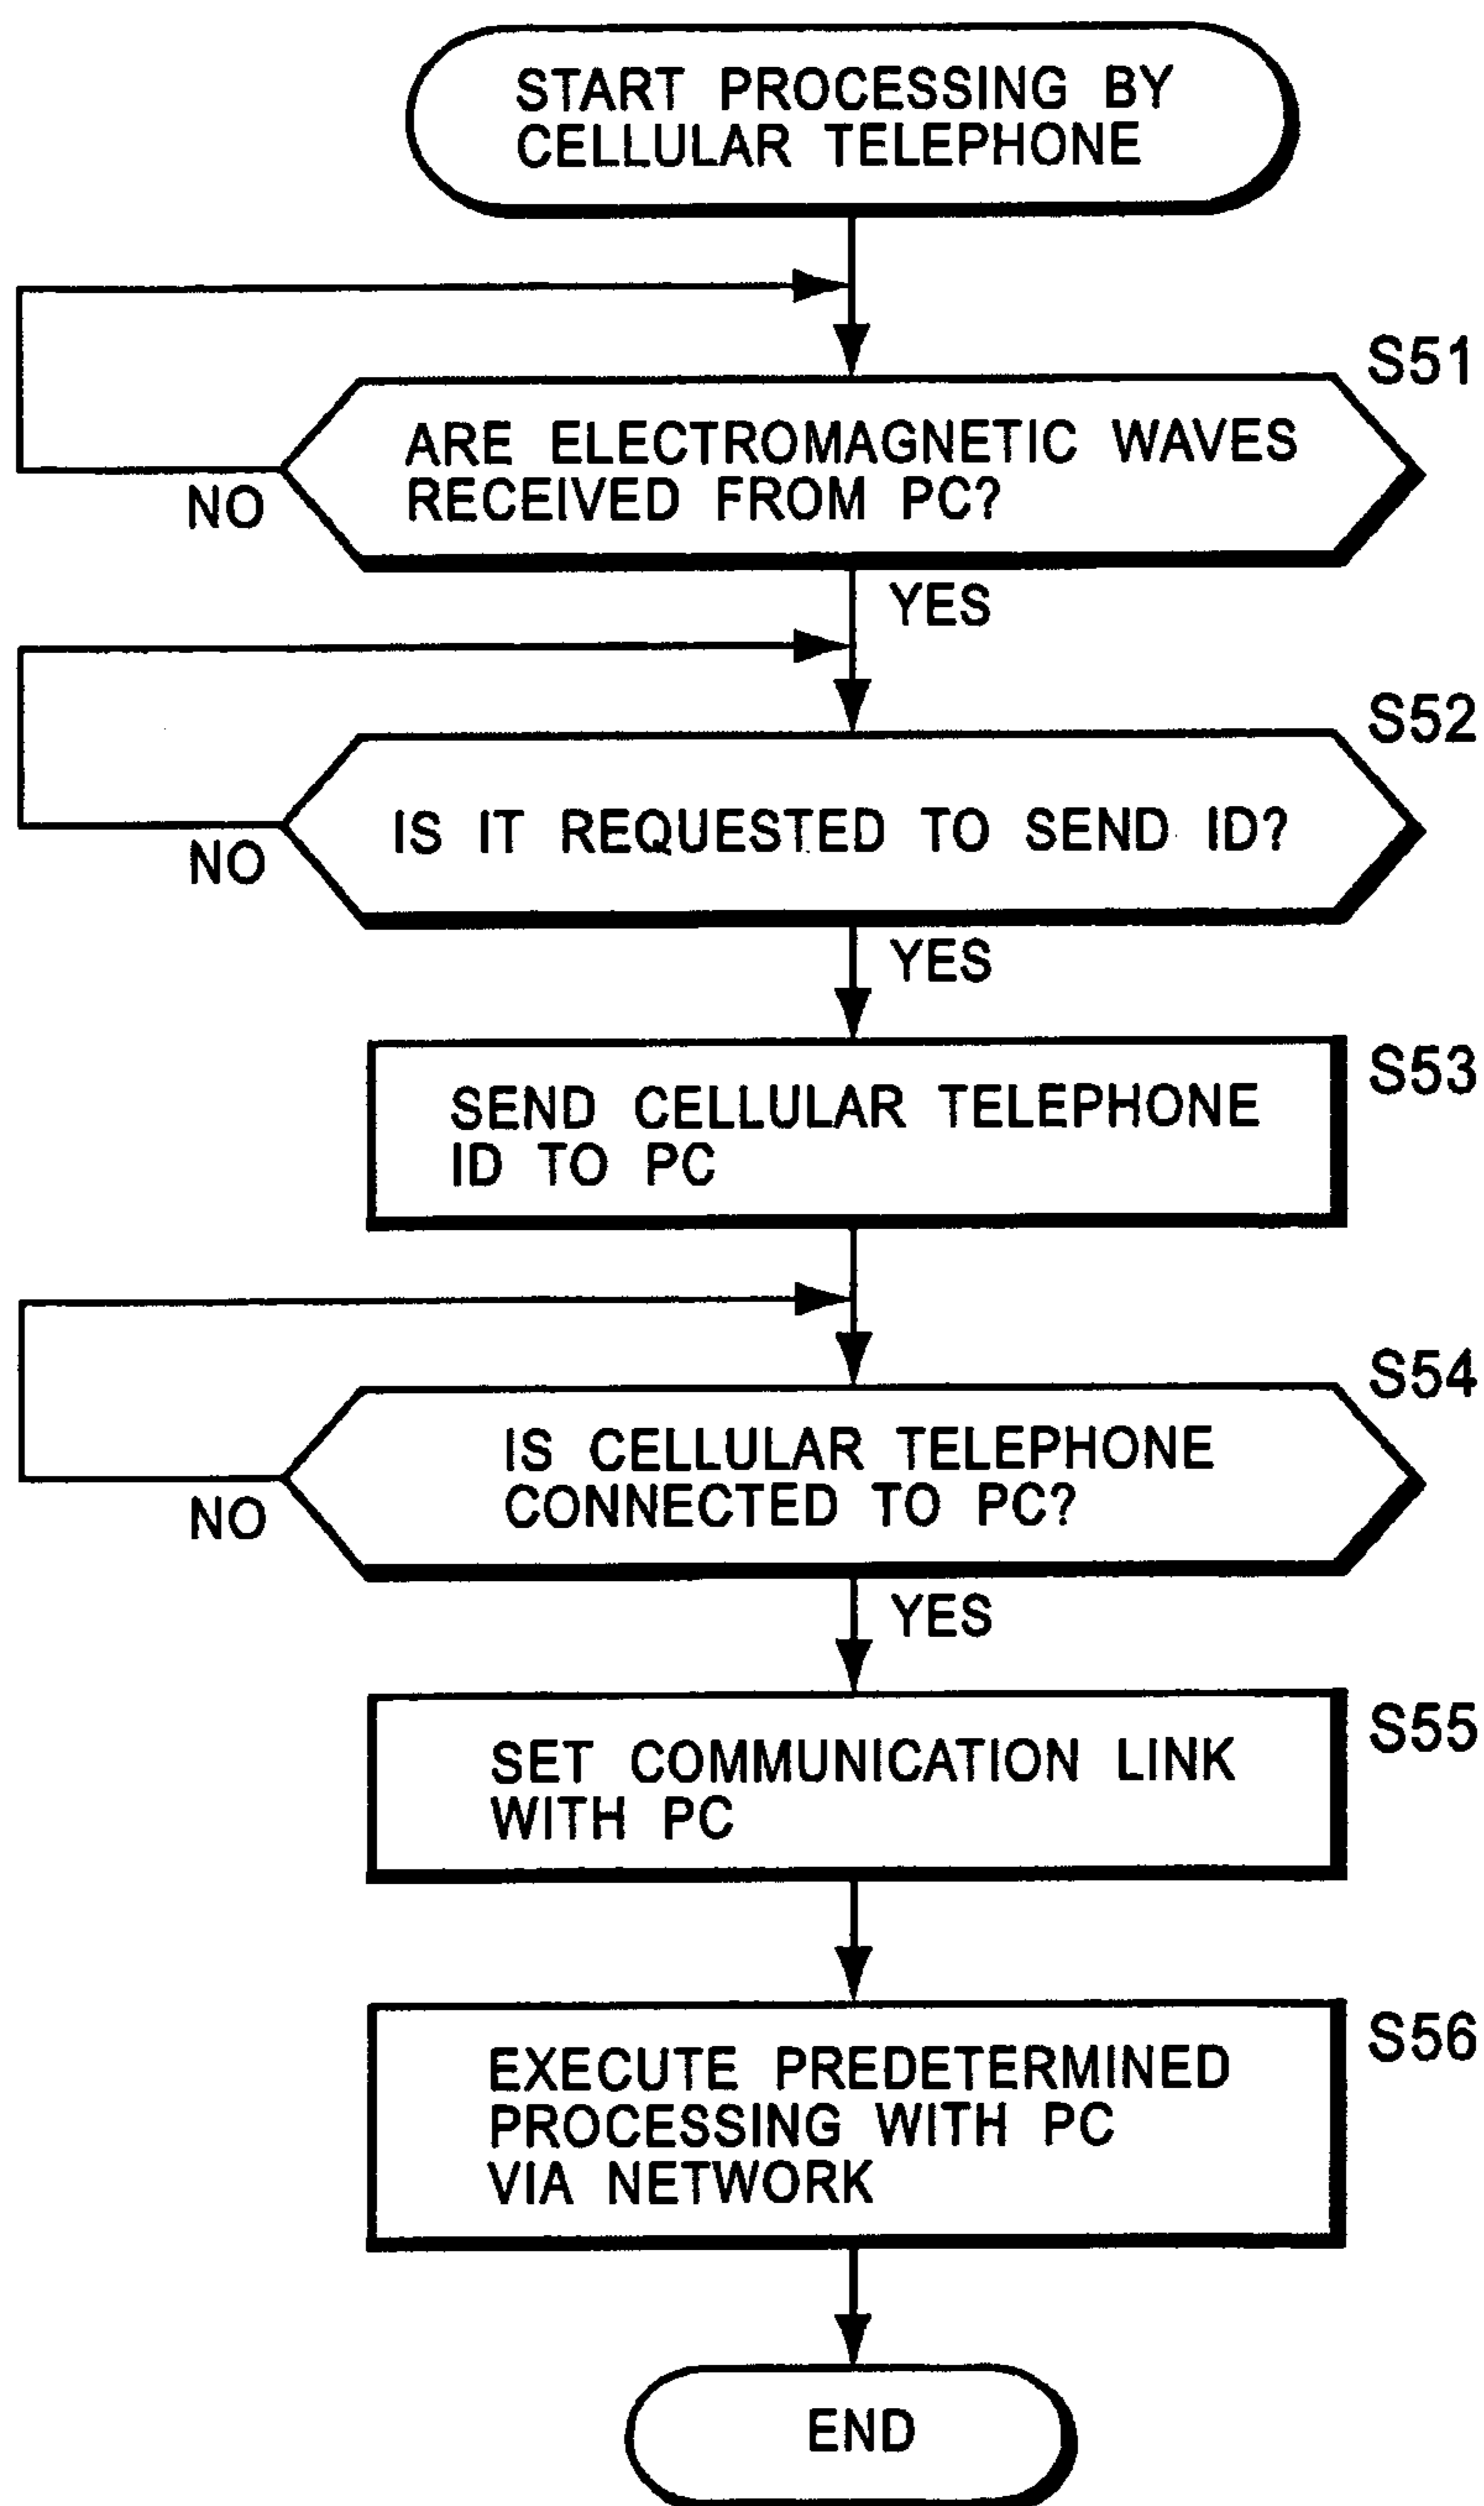 START PROCESSING BY
CELLULAR TELEPHONE
S51
ARE ELECTROMAGNETIC WAVES
RECEIVED FROM PC?
NO
YES
S52
IS IT REQUESTED TO SEND ID?
NO
YES
S53
SEND CELLULAR TELEPHONE
ID TO PC
S54
IS CELLULAR TELEPHONE
CONNECTED TO PC?
NO
YES
S55
SET COMMUNICATION LINK
WITH PC
S56
EXECUTE PREDETERMINED
PROCESSING WITH PC
VIA NETWORK
END